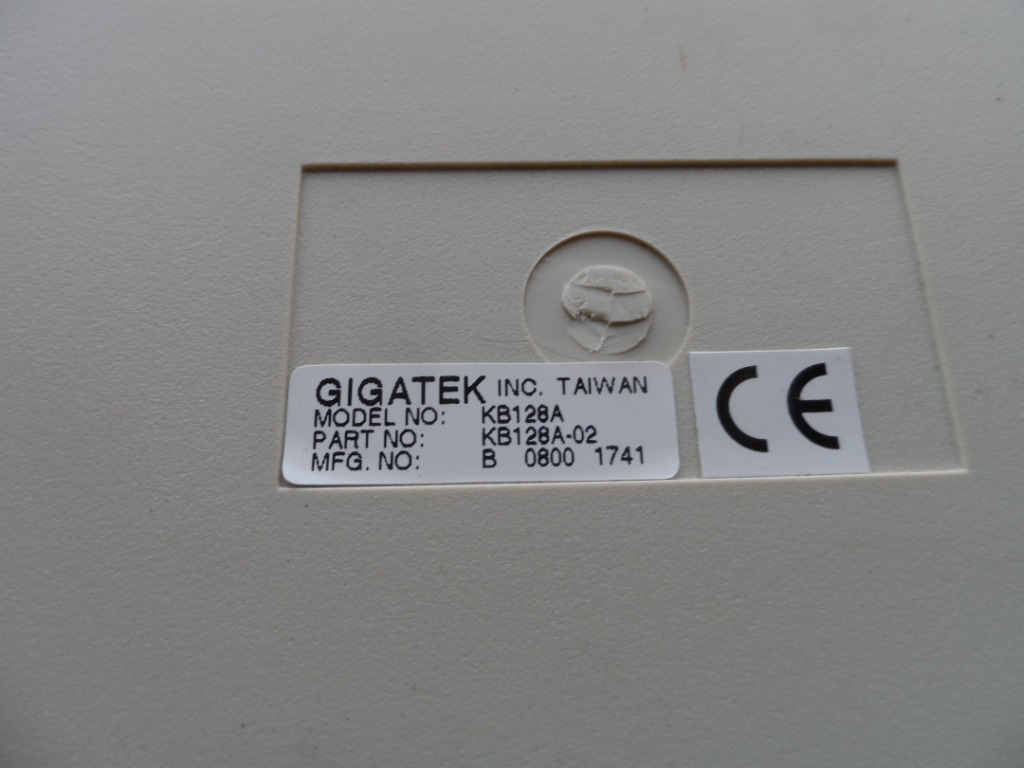 GIGATEK INC. TAIWAN
MODEL NO: KB128A
PART NO: KB128A-02
MFG. NO: B 0800 1741
CE